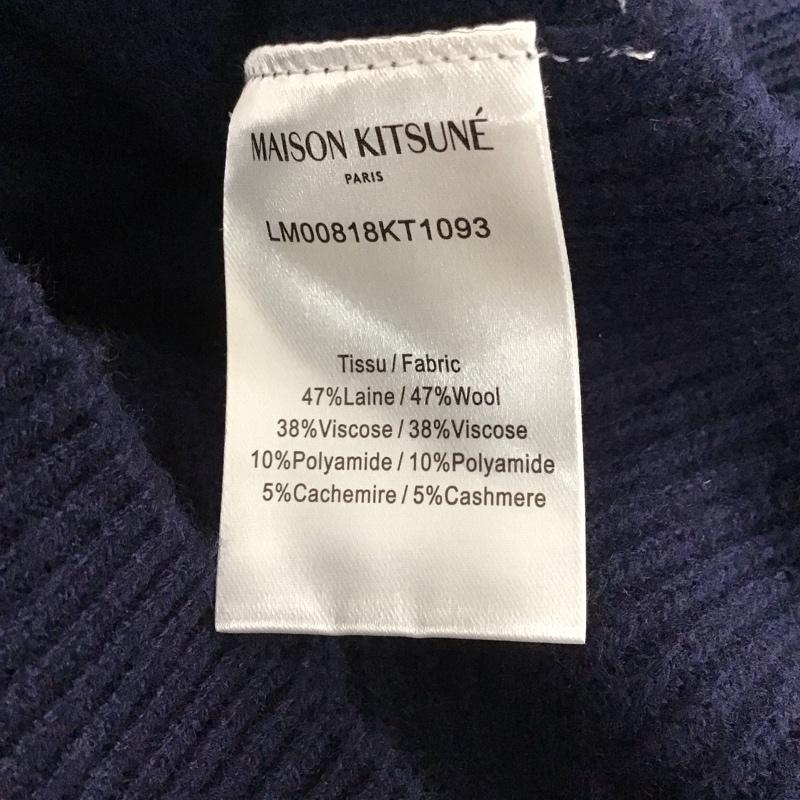 MAISON KITSUNÉ
PARIS
LM00818KT1093
Tissu / Fabric
47%Laine / 47%Wool
38%Viscose / 38%Viscose
10%Polyamide / 10%Polyamide
5%Cachemire / 5%Cashmere